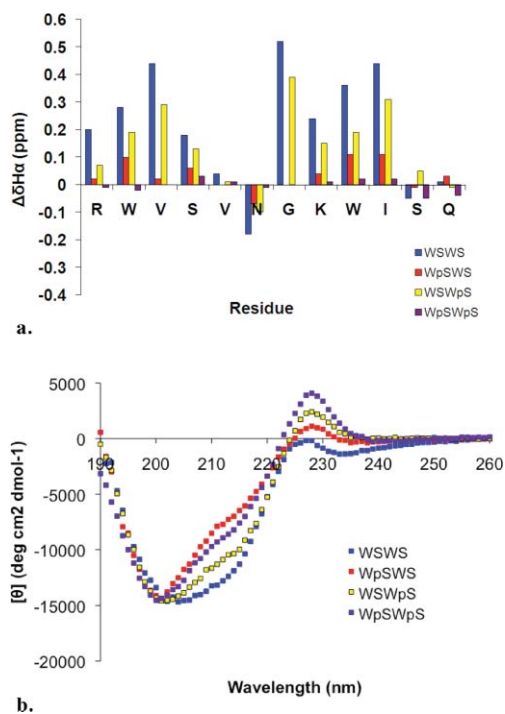 0.6
0.5
0.4
0.3
0.2
0.1
0
-0.1
-0.2
-0.3
-0.4
ΔδHα (ppm)
R W V S V N G K W I S Q
Residue
WSWS
WpSWS
WSWpS
WpSWpS
a.
5000
0
-5000
-10000
-15000
-20000
[θ] (deg cm2 dmol-1)
190 200 210 220 230 240 250 260
WSWS
WpSWS
WSWpS
WpSWpS
Wavelength (nm)
b.